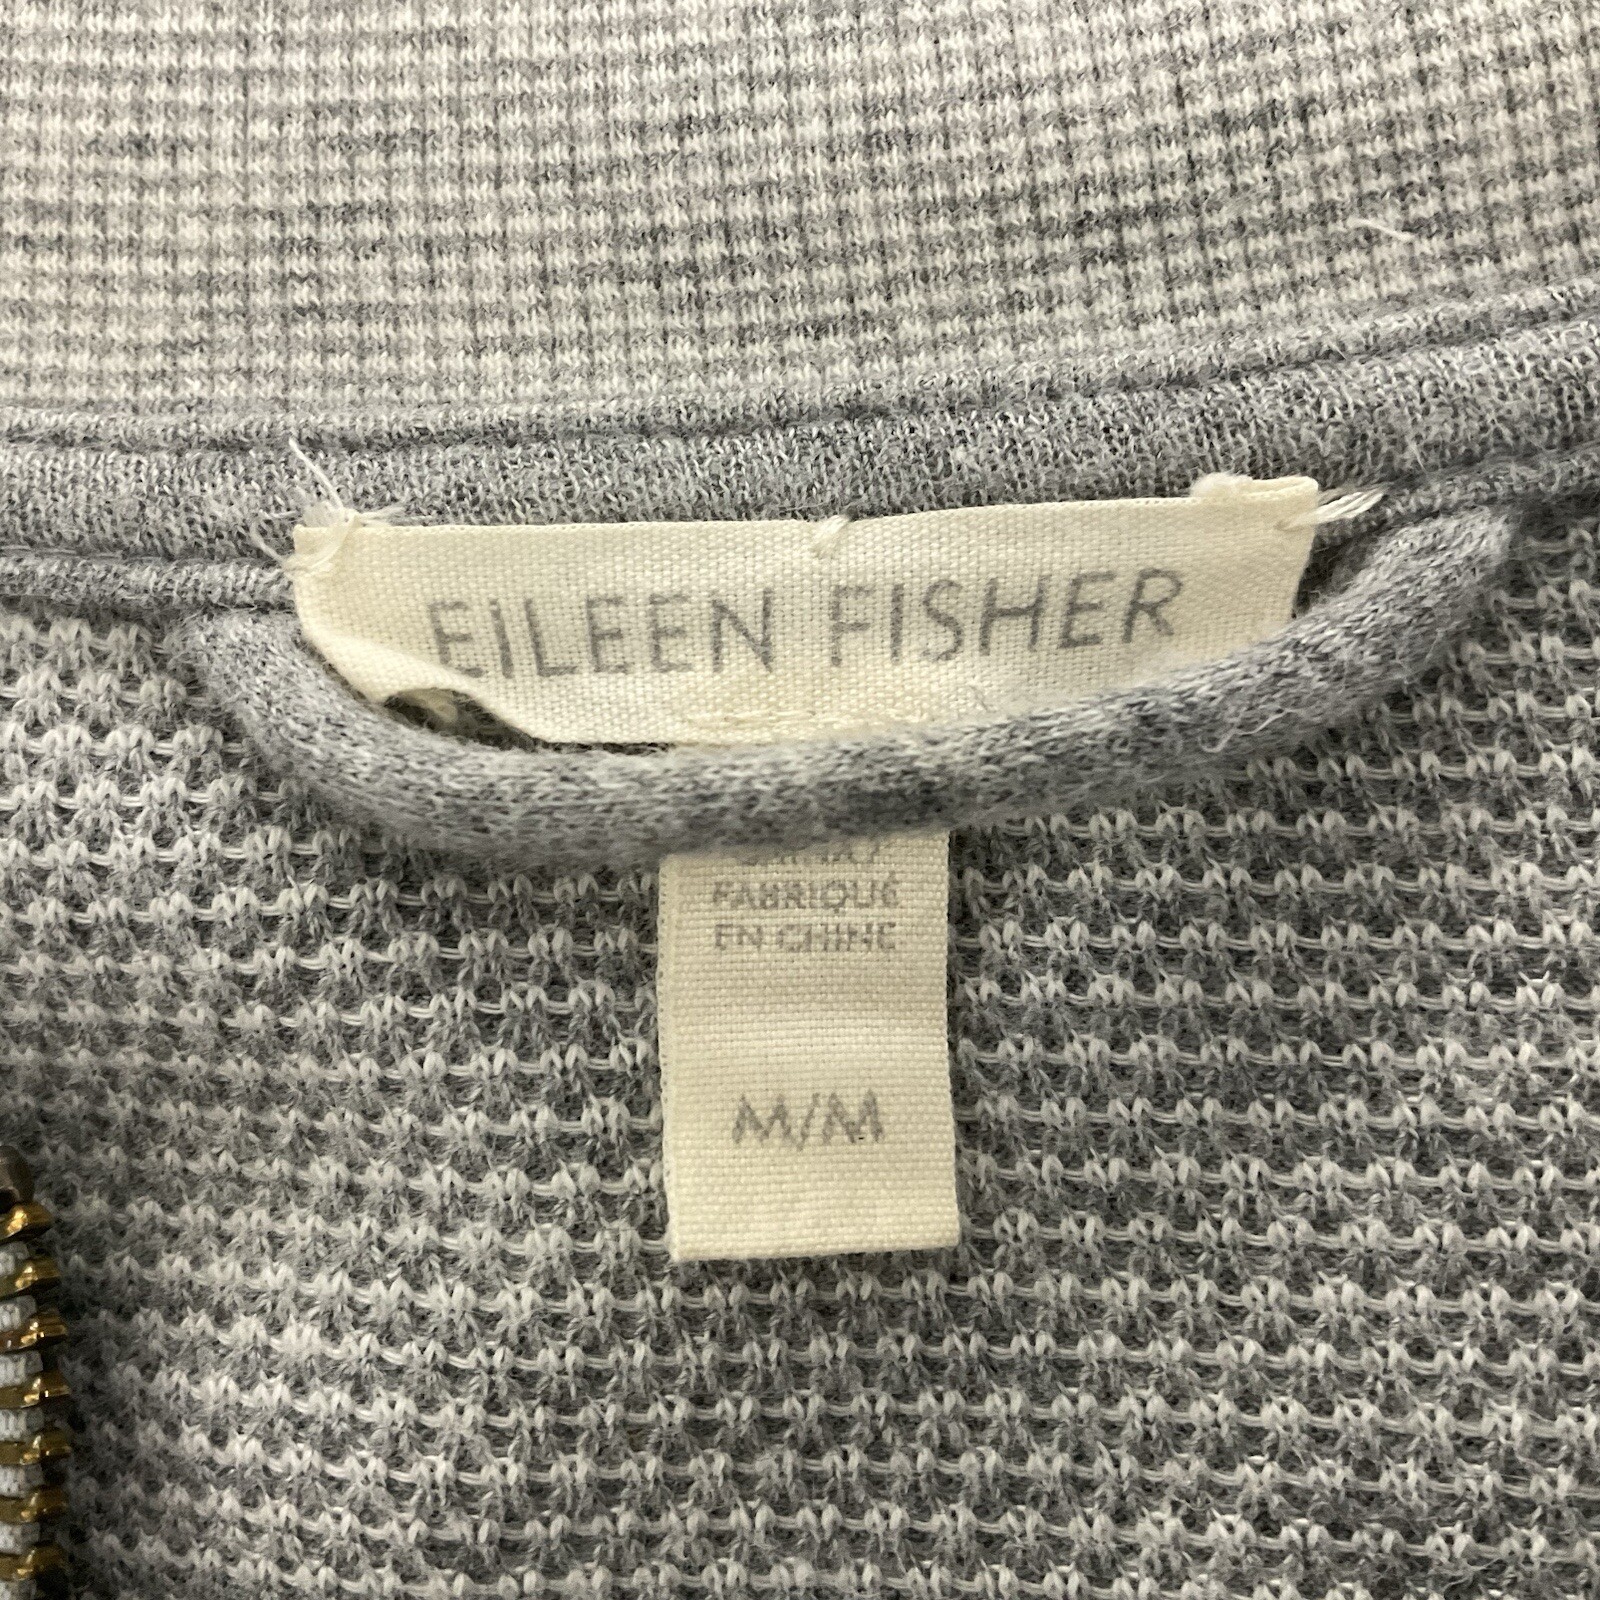 EILEEN FISHER
FABRIQUÉ
EN CHINE
M/M